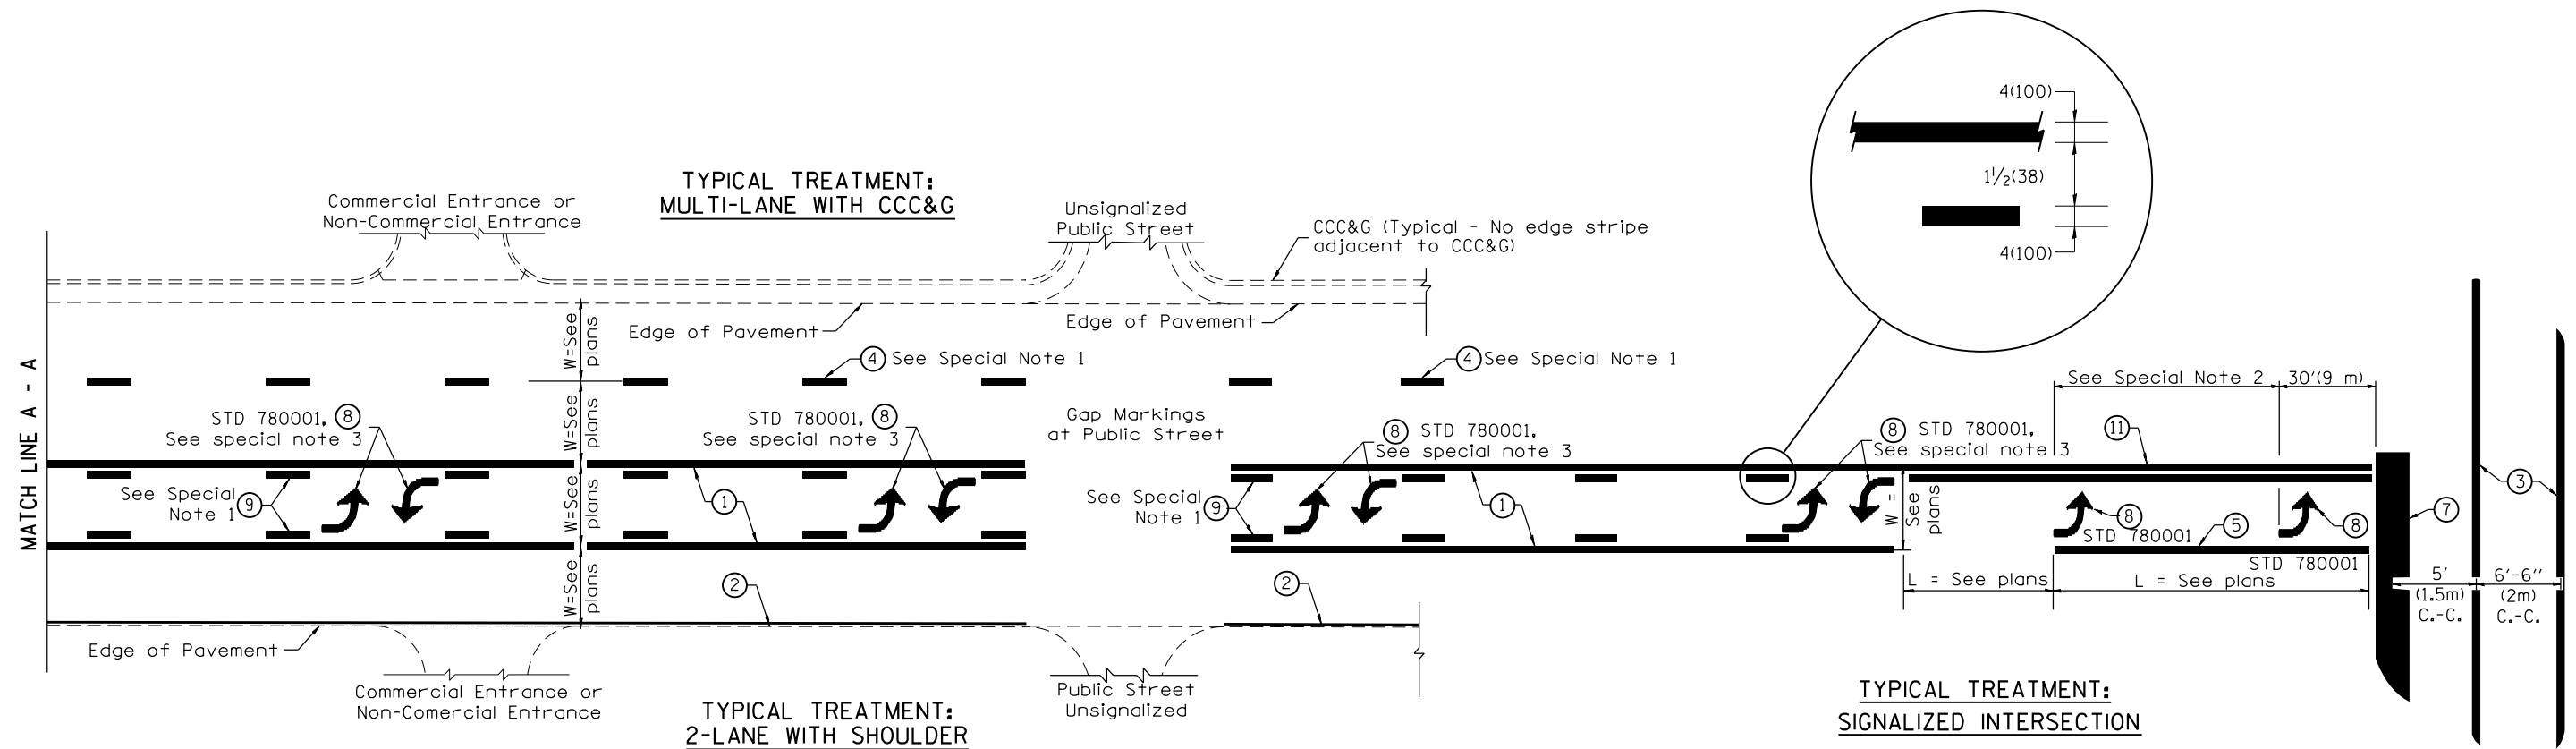 TYPICAL TREATMENT:
MULTI-LANE WITH CCC&G
Commercial Entrance or
Non-Commercial Entrance
Unsignalized
Public Street
CCC&G (Typical - No edge stripe
adjacent to CCC&G)
4(100)
1½(38)
4(100)
MATCH LINE A - A
W=See
plans
Edge of Pavement
Edge of Pavement
4 See Special Note 1
4 See Special Note 1
See Special Note 2
30'(9 m)
STD 780001, 8
See special note 3
W=See
plans
STD 780001, 8
See special note 3
Gap Markings
at Public Street
8 STD 780001,
See special note 3
8 STD 780001,
See special note 3
11
3
See Special
Note 1
9
W=See
plans
1
See Special
Note 1
9
1
W =
See
plans
8
STD 780001
5
8
STD 780001
7
2
W=See
plans
2
L = See plans
L = See plans
5'
(1.5m)
C.-C.
6'-6''
(2m)
C.-C.
Edge of Pavement
Commercial Entrance or
Non-Comercial Entrance
Public Street
Unsignalized
TYPICAL TREATMENT:
2-LANE WITH SHOULDER
TYPICAL TREATMENT:
SIGNALIZED INTERSECTION